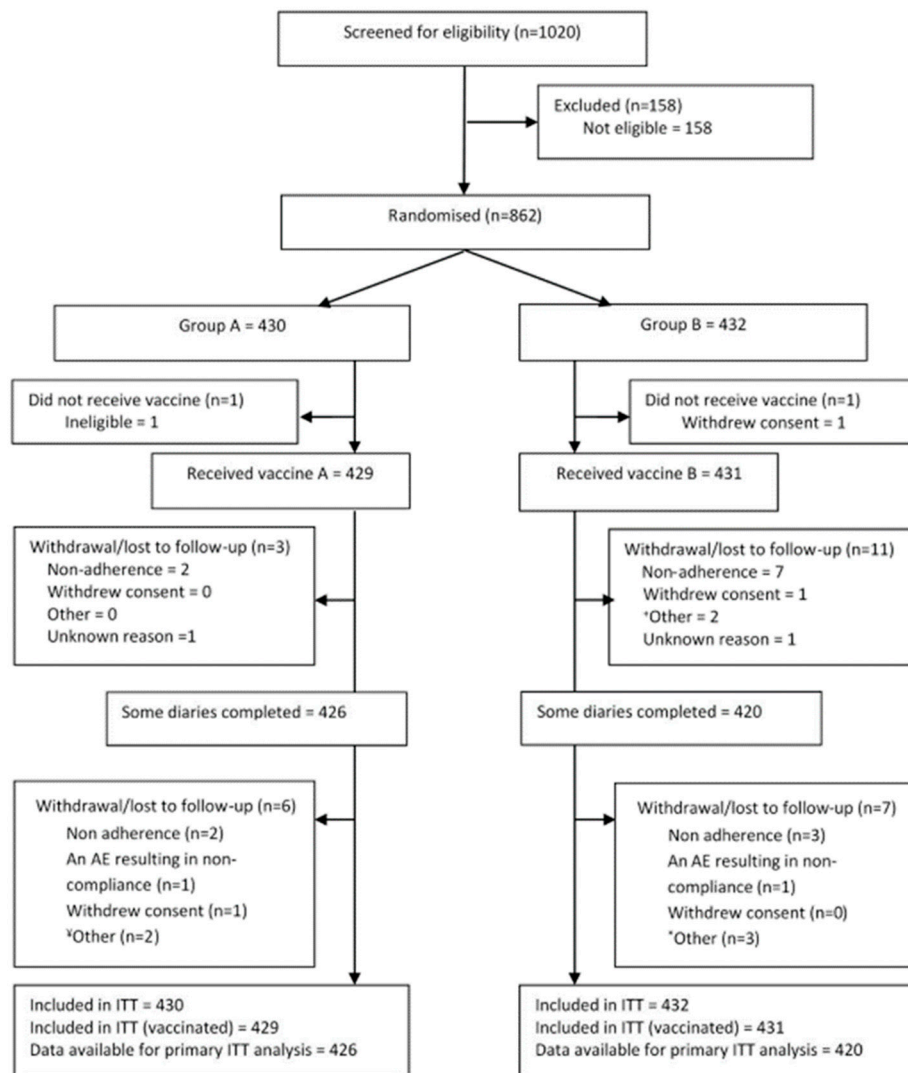 Screened for eligibility (n=1020)
Excluded (n=158)
Not eligible = 158
Randomised (n=862)
Group A = 430
Group B = 432
Did not receive vaccine (n=1)
Ineligible = 1
Did not receive vaccine (n=1)
Withdrew consent = 1
Received vaccine A = 429
Received vaccine B = 431
Withdrawal/lost to follow-up (n=3)
Non-adherence = 2
Withdrew consent = 0
Other = 0
Unknown reason =1
Withdrawal/lost to follow-up (n=11)
Non-adherence = 7
Withdrew consent = 1
⁺Other = 2
Unknown reason = 1
Some diaries completed = 426
Some diaries completed = 420
Withdrawal/lost to follow-up (n=6)
Non adherence (n=2)
An AE resulting in non-
compliance (n=1)
Withdrew consent (n=1)
¥Other (n=2)
Withdrawal/lost to follow-up (n=7)
Non adherence (n=3)
An AE resulting in non-
compliance (n=1)
Withdrew consent (n=0)
*Other (n=3)
Included in ITT = 430
Included in ITT (vaccinated) = 429
Data available for primary ITT analysis = 426
Included in ITT = 432
Included in ITT (vaccinated) = 431
Data available for primary ITT analysis = 420